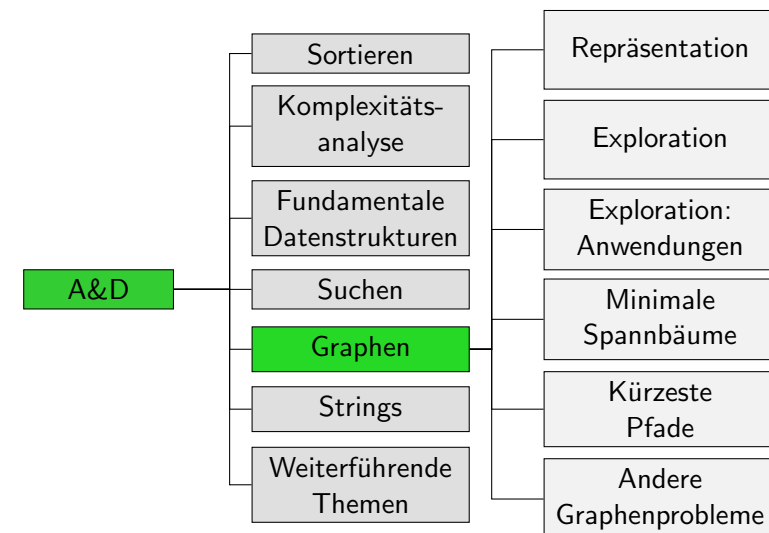 A&D
Sortieren
Komplexitäts-
analyse
Fundamentale
Datenstrukturen
Suchen
Graphen
Strings
Weiterführende
Themen
Repräsentation
Exploration
Exploration:
Anwendungen
Minimale
Spannbäume
Kürzeste
Pfade
Andere
Graphenprobleme